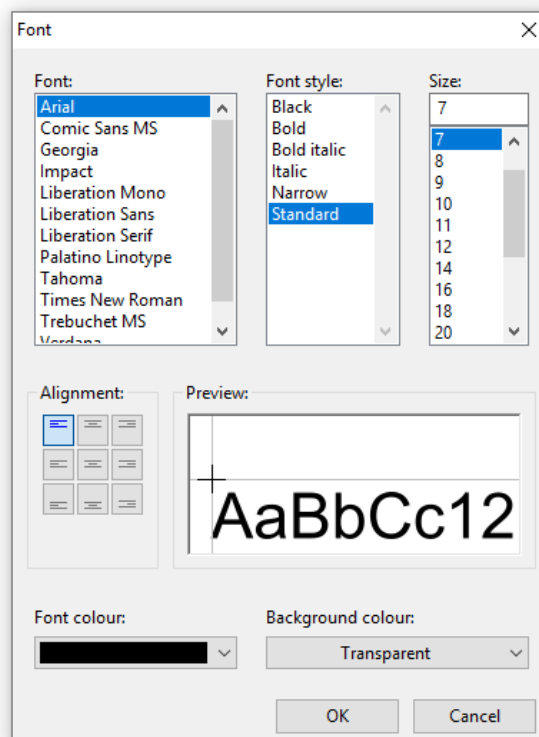 Font
Font:
Arial
Comic Sans MS
Georgia
Impact
Liberation Mono
Liberation Sans
Liberation Serif
Palatino Linotype
Tahoma
Times New Roman
Trebuchet MS
Verdana
Font style:
Black
Bold
Bold italic
Italic
Narrow
Standard
Size:
7
7
8
9
10
11
12
14
16
18
20
Alignment:
Preview:
AaBbCc12
Font colour:
Background colour:
Transparent
OK
Cancel